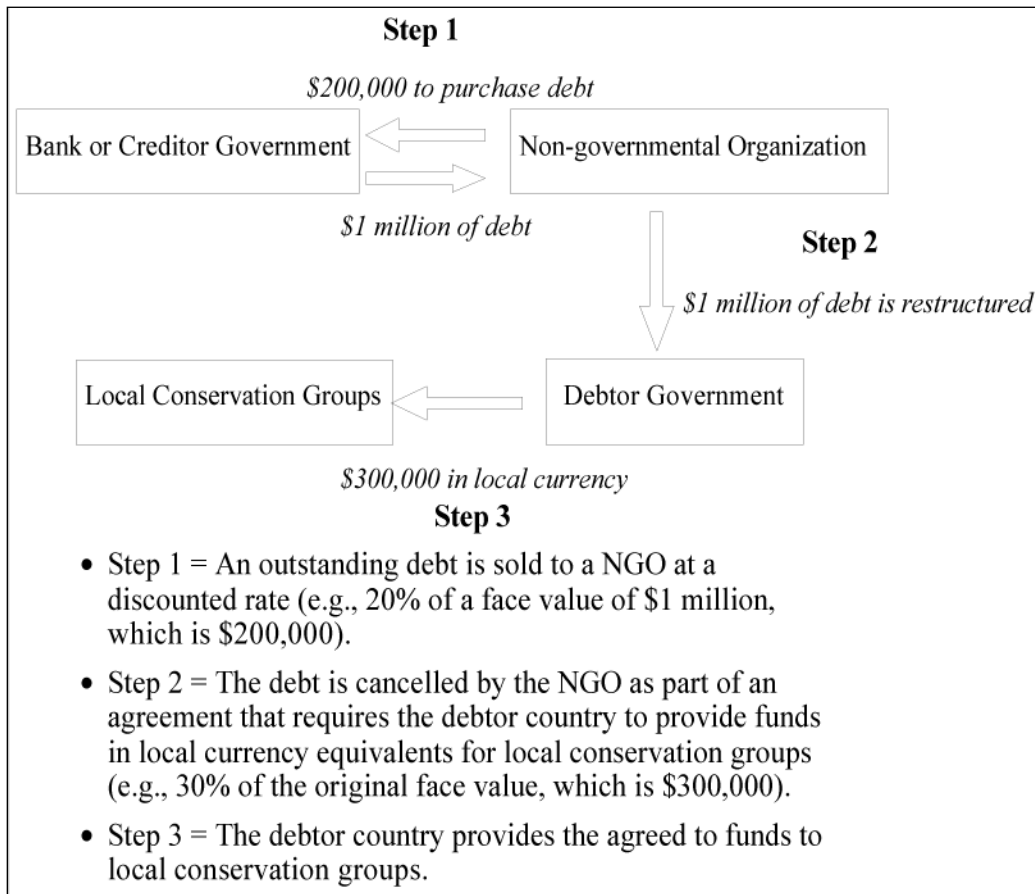 Step 1
$200,000 to purchase debt
Bank or Creditor Government
Non-governmental Organization
$1 million of debt
Step 2
$1 million of debt is restructured
Local Conservation Groups
Debtor Government
$300,000 in local currency
Step 3
• Step 1 = An outstanding debt is sold to a NGO at a
discounted rate (e.g., 20% of a face value of $1 million,
which is $200,000).
• Step 2 = The debt is cancelled by the NGO as part of an
agreement that requires the debtor country to provide funds
in local currency equivalents for local conservation groups
(e.g., 30% of the original face value, which is $300,000).
• Step 3 = The debtor country provides the agreed to funds to
local conservation groups.